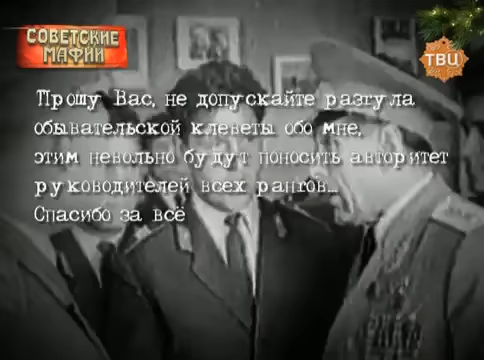 СОВЕТСКИЕ
МАФИИ
ТВЦ
Прошу Вас, не допускайте разгула
обывательской клеветы обо мне,
этим невольно будут поносить авторитет
руководителей всех рангов...
Спасибо за всё